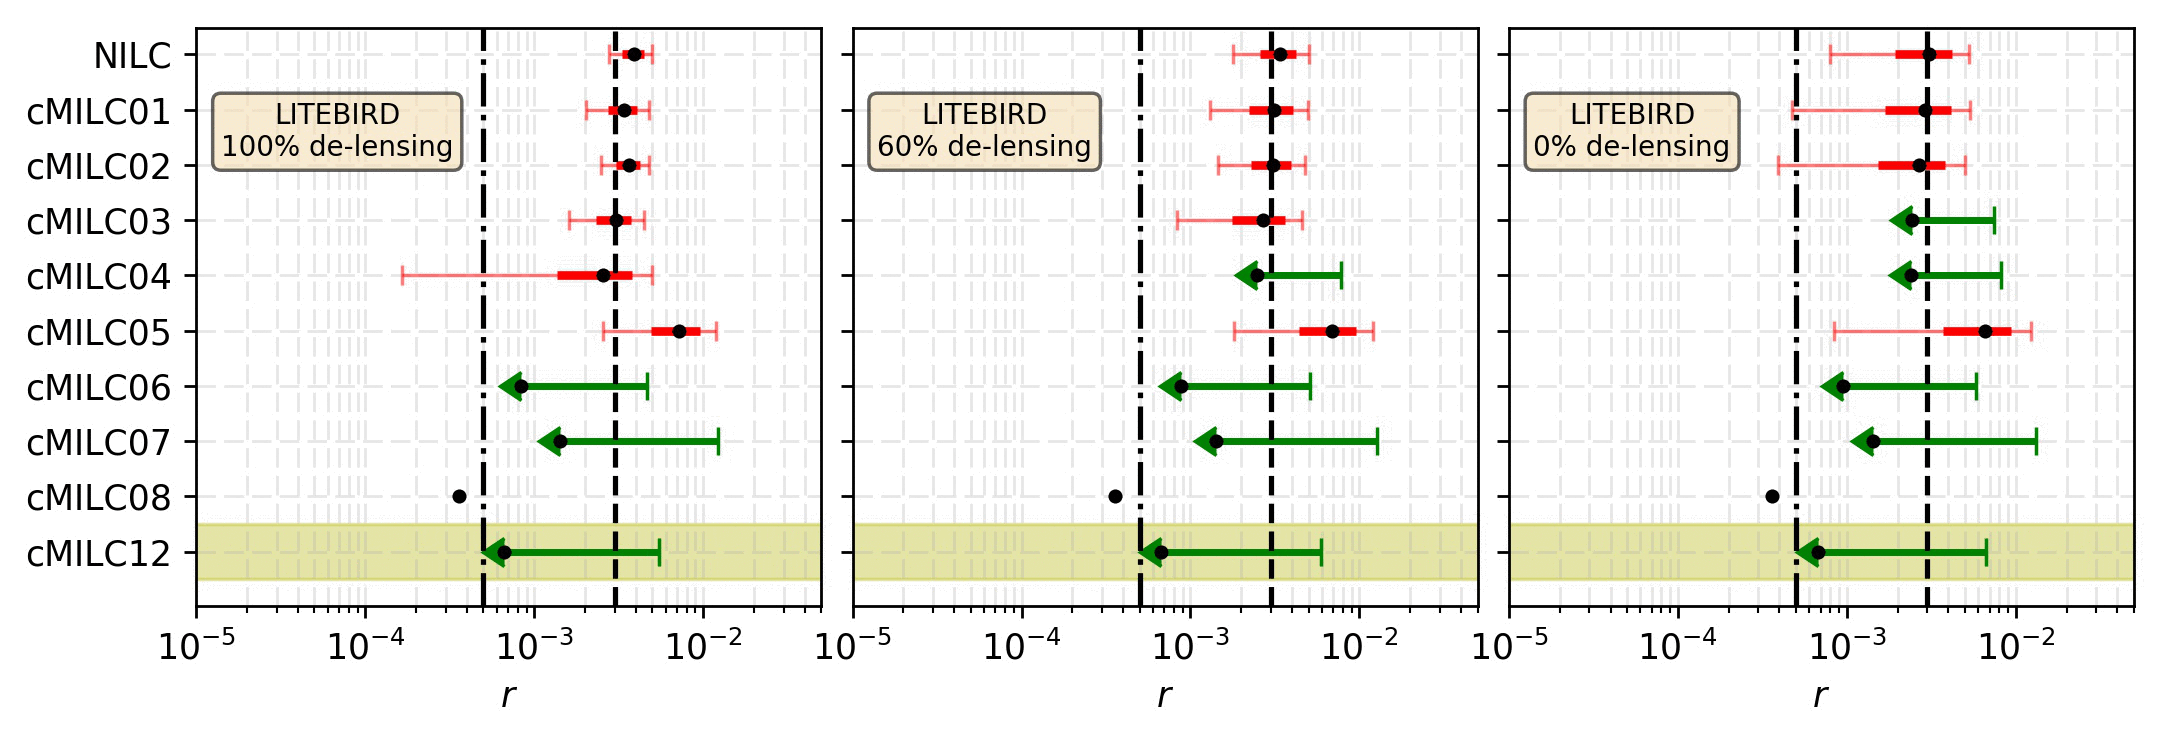 NILC
cMILC01
cMILC02
cMILC03
cMILC04
cMILC05
cMILC06
cMILC07
cMILC08
cMILC12
LITEBIRD
100% de-lensing
LITEBIRD
60% de-lensing
LITEBIRD
0% de-lensing
10⁻⁵ 10⁻⁴ 10⁻³ 10⁻² 10⁻⁵ 10⁻⁴ 10⁻³ 10⁻² 10⁻⁵ 10⁻⁴ 10⁻³ 10⁻²
r r r